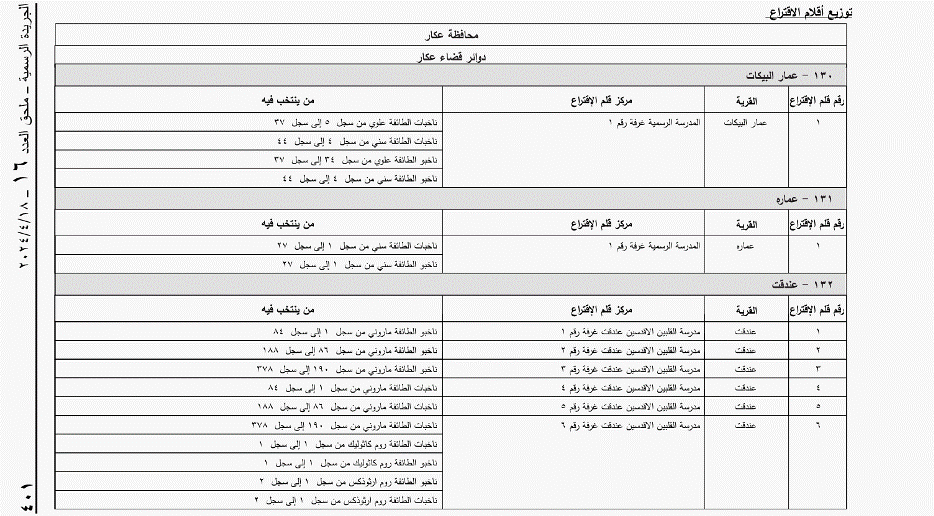 توزيع أقلام الاقتراع
محافظة عكار
دوائر قضاء عكار
١٣٠ - عمار البيكات
رقم قلم الإقتراع القرية مركز قلم الإقتراع من ينتخب فيه
١ عمار البيكات المدرسة الرسمية غرفة رقم ١ ناخبات الطائفة علوي من سجل ٥ إلى سجل ٣٧
ناخبات الطائفة سني من سجل ٤ إلى سجل ٤٤
ناخبو الطائفة علوي من سجل ٣٤ إلى سجل ٣٧
ناخبو الطائفة سني من سجل ٤ إلى سجل ٤٤
١٣١ - عماره
رقم قلم الإقتراع القرية مركز قلم الإقتراع من ينتخب فيه
١ عماره المدرسة الرسمية غرفة رقم ١ ناخبات الطائفة سني من سجل ١ إلى سجل ٢٧
ناخبو الطائفة سني من سجل ١ إلى سجل ٢٧
١٣٢ - عندقت
رقم قلم الإقتراع القرية مركز قلم الإقتراع من ينتخب فيه
١ عندقت مدرسة القلبين الاقدسين عندقت غرفة رقم ١ ناخبو الطائفة ماروني من سجل ١ إلى سجل ٨٤
٢ عندقت مدرسة القلبين الاقدسين عندقت غرفة رقم ٢ ناخبو الطائفة ماروني من سجل ٨٦ إلى سجل ١٨٨
٣ عندقت مدرسة القلبين الاقدسين عندقت غرفة رقم ٣ ناخبو الطائفة ماروني من سجل ١٩٠ إلى سجل ٣٧٨
٤ عندقت مدرسة القلبين الاقدسين عندقت غرفة رقم ٤ ناخبات الطائفة ماروني من سجل ١ إلى سجل ٨٤
٥ عندقت مدرسة القلبين الاقدسين عندقت غرفة رقم ٥ ناخبات الطائفة ماروني من سجل ٨٦ إلى سجل ١٨٨
٦ عندقت مدرسة القلبين الاقدسين عندقت غرفة رقم ٦ ناخبات الطائفة ماروني من سجل ١٩٠ إلى سجل ٣٧٨
ناخبات الطائفة روم كاثوليك من سجل ١ إلى سجل ١
ناخبو الطائفة روم كاثوليك من سجل ١ إلى سجل ١
ناخبو الطائفة روم ارثوذكس من سجل ١ إلى سجل ٢
ناخبات الطائفة روم ارثوذكس من سجل ١ إلى سجل ٢
الجريدة الرسمية – ملحق العدد ١٦ – ٢٠٢٤/٤/١٨
٤٠١